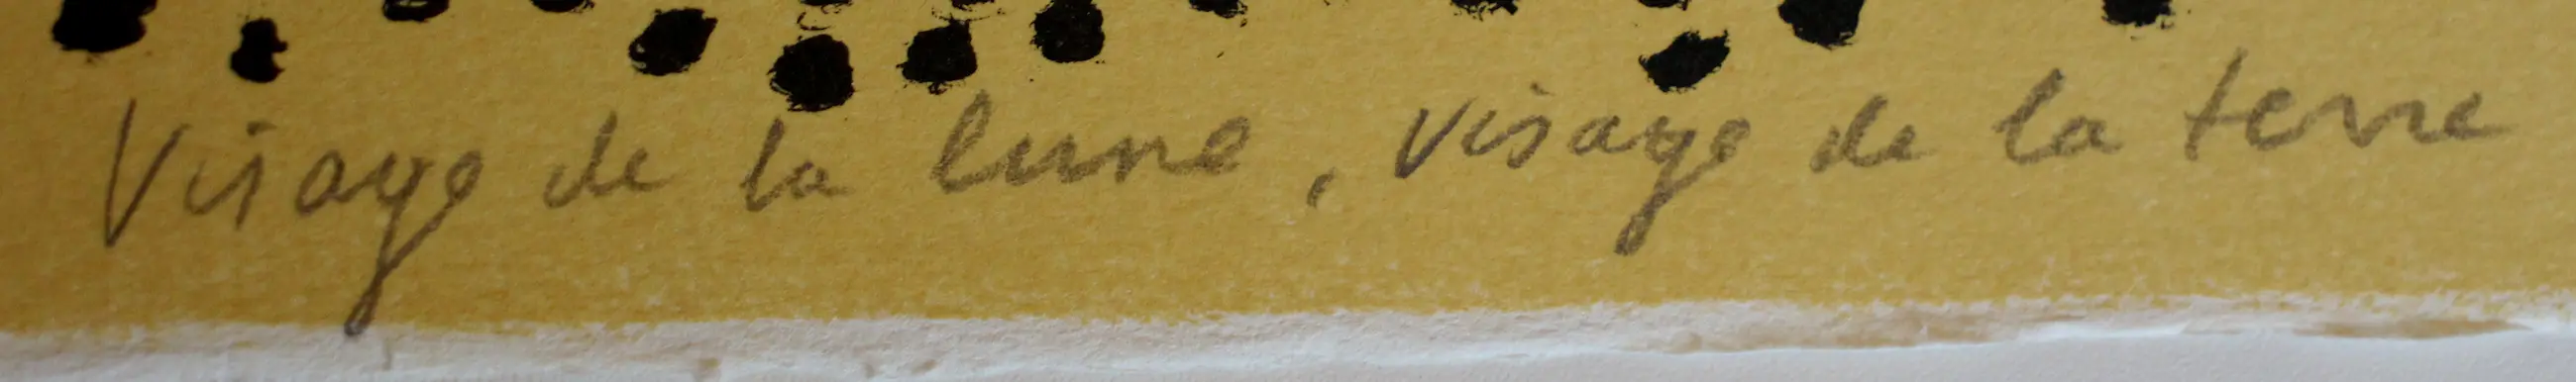 Visage de la lune, visage de la terre